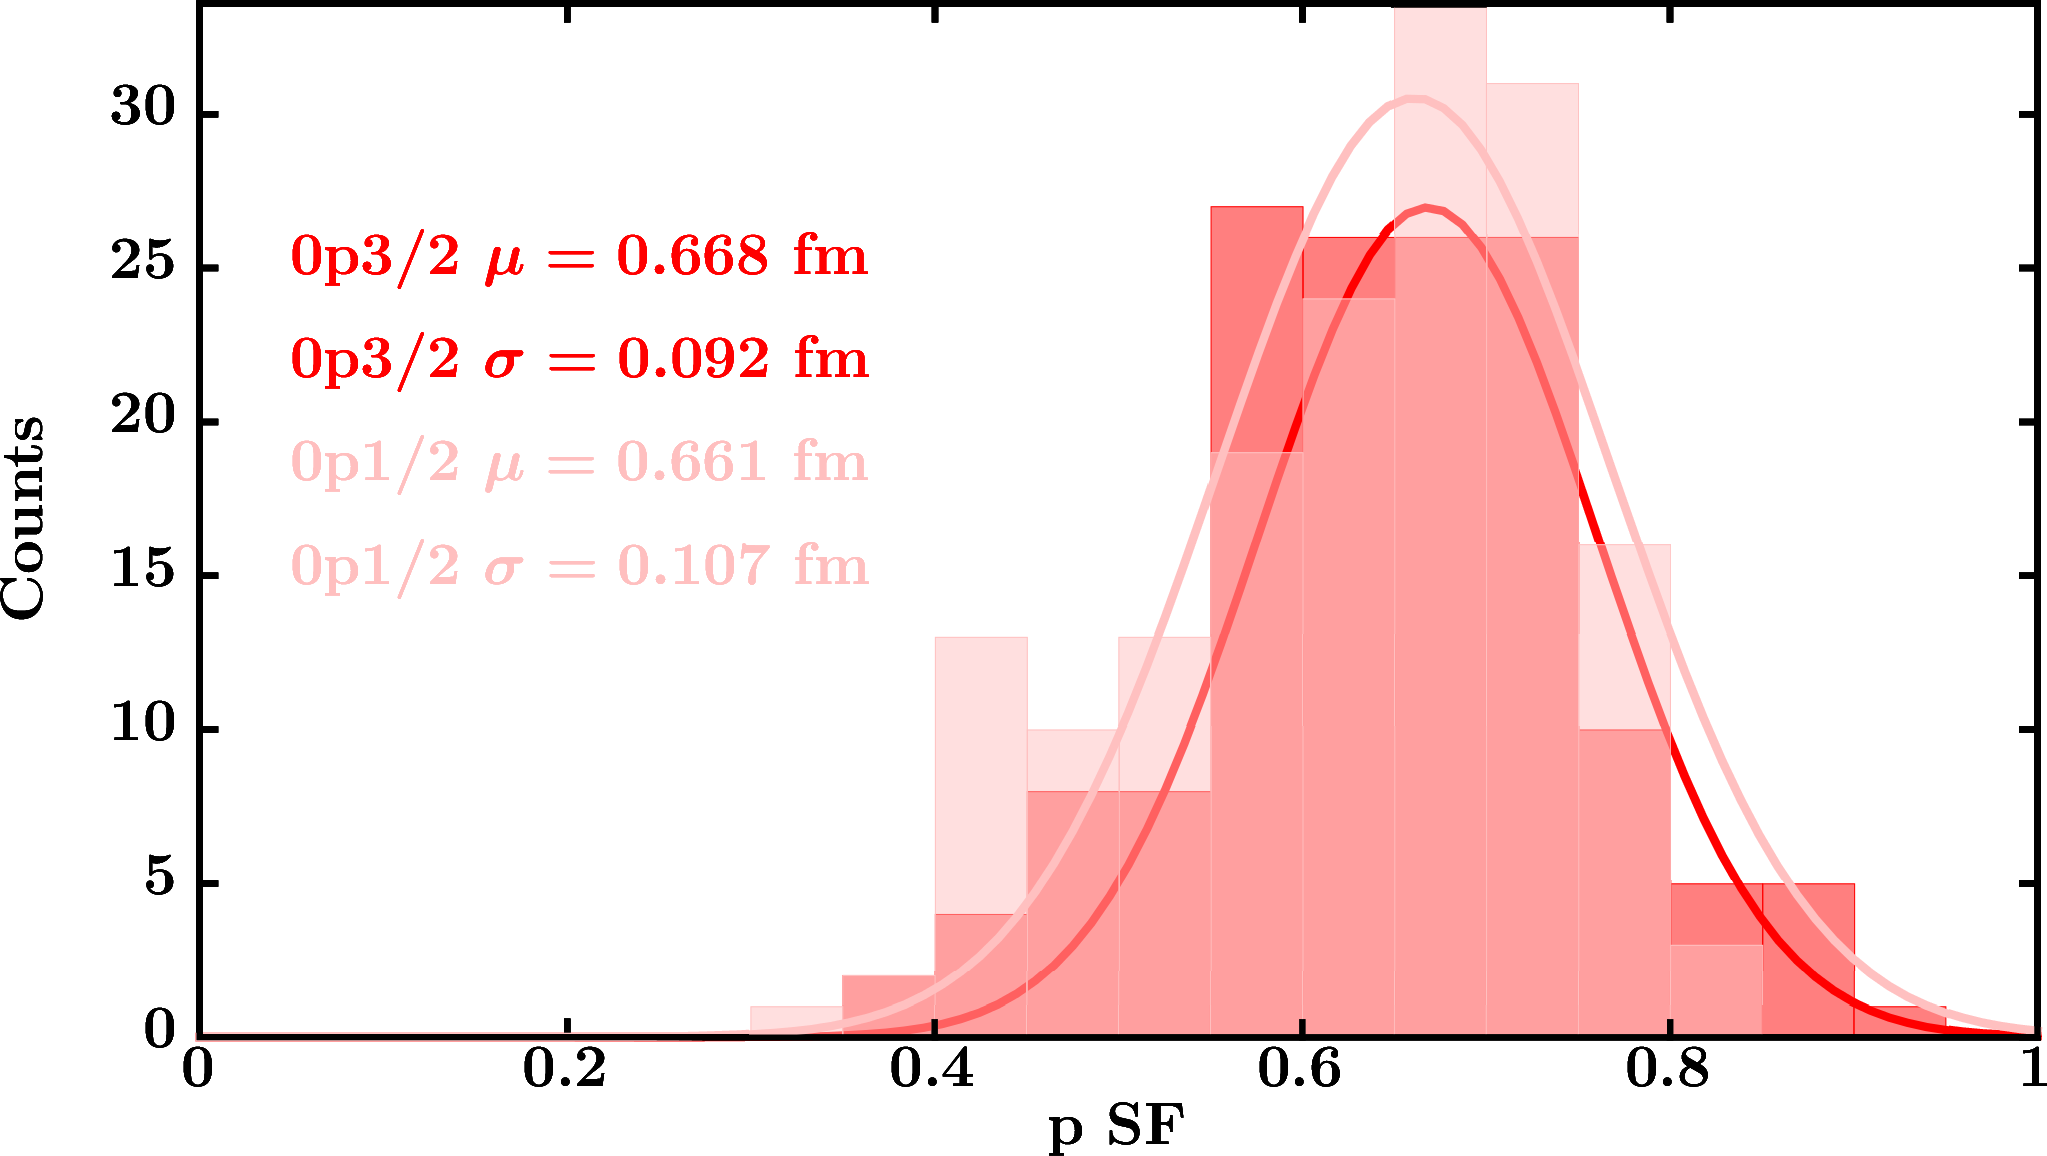 30
25
20
15
10
5
0
Counts
0p3/2 μ = 0.668 fm
0p3/2 σ = 0.092 fm
0p1/2 μ = 0.661 fm
0p1/2 σ = 0.107 fm
0 0.2 0.4 0.6 0.8 1
p SF